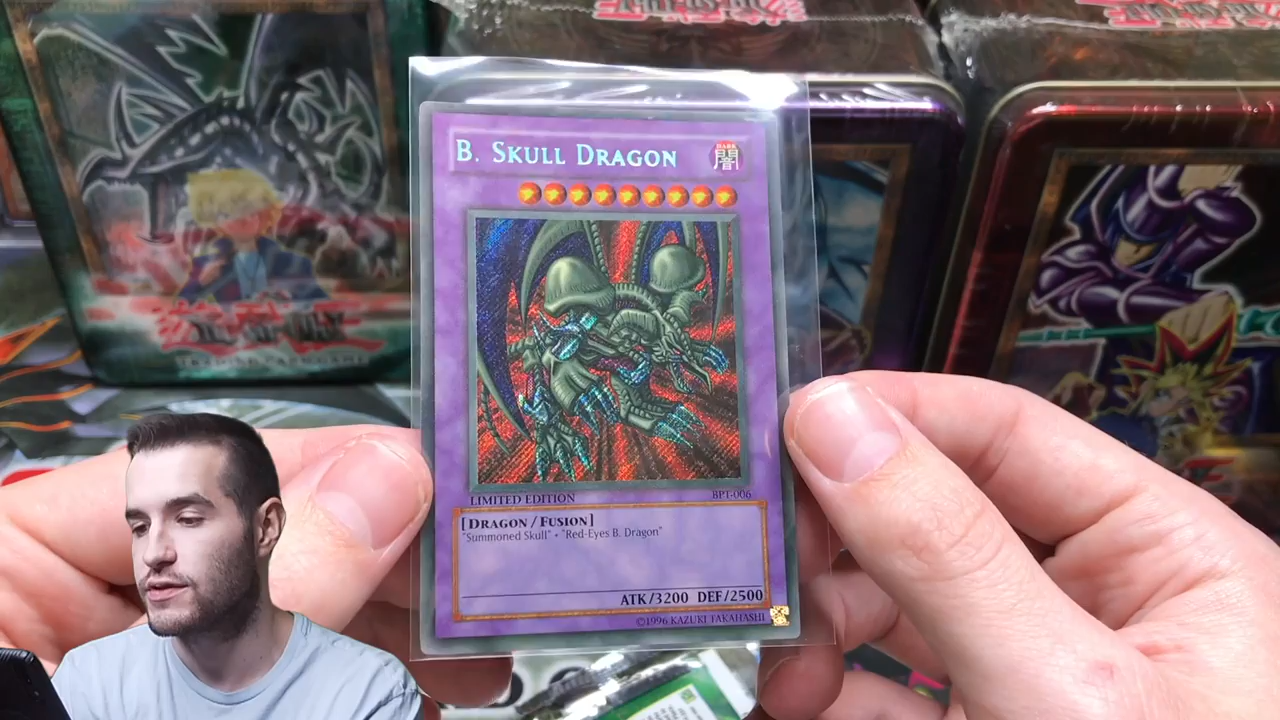 B. SKULL DRAGON
DARK
闇
LIMITED EDITION
BPT-006
[DRAGON/FUSION]
"Summoned Skull" + "Red-Eyes B. Dragon"
ATK/3200 DEF/2500
©1996 KAZUKI TAKAHASHI